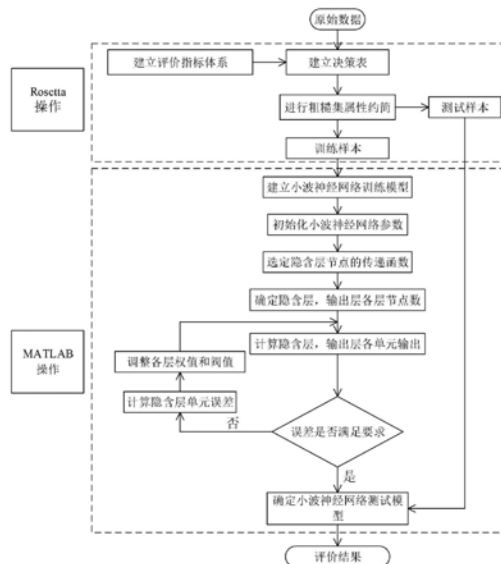 原始数据
建立评价指标体系
建立决策表
Rosetta
操作
进行粗糙集属性约简
测试样本
训练样本
建立小波神经网络训练模型
初始化小波神经网络参数
选定隐含层节点的传递函数
确定隐含层，输出层各层节点数
MATLAB
操作
调整各层权值和阀值
计算隐含层，输出层各单元输出
计算隐含层单元误差
否
误差是否满足要求
是
确定小波神经网络测试模
型
评价结果